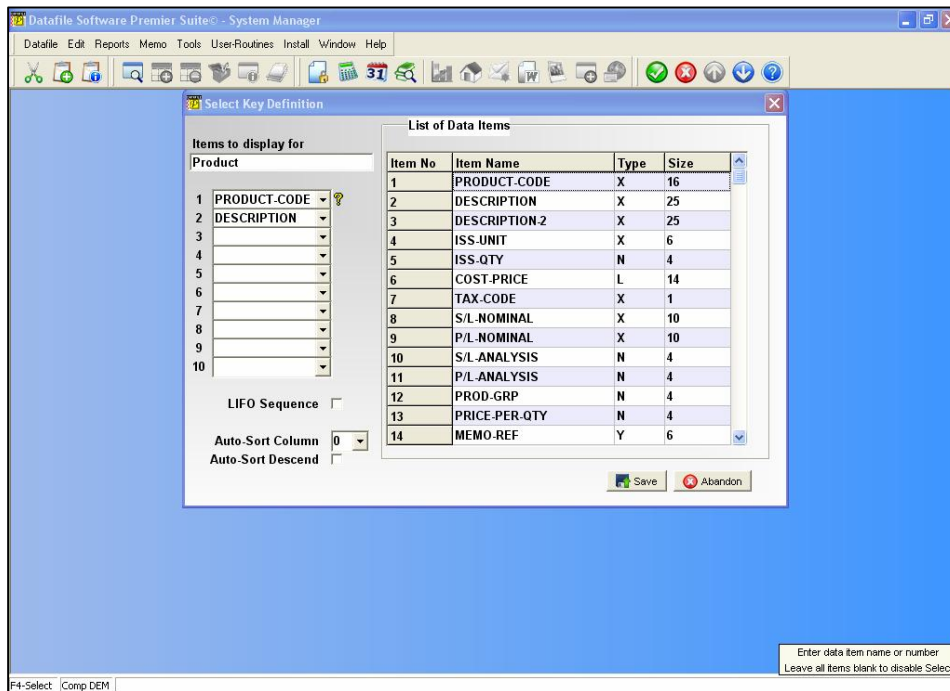 Datafile Software Premier Suite© - System Manager
Datafile Edit Reports Memo Tools User-Routines Install Window Help
31
Select Key Definition
Items to display for
Product
1 PRODUCT-CODE
2 DESCRIPTION
3
4
5
6
7
8
9
10
LIFO Sequence
Auto-Sort Column 0
Auto-Sort Descend
List of Data Items
Item No Item Name Type Size
1 PRODUCT-CODE X 16
2 DESCRIPTION X 25
3 DESCRIPTION-2 X 25
4 ISS-UNIT X 6
5 ISS-QTY N 4
6 COST-PRICE L 14
7 TAX-CODE X 1
8 S/L-NOMINAL X 10
9 P/L-NOMINAL X 10
10 S/L-ANALYSIS N 4
11 P/L-ANALYSIS N 4
12 PROD-GRP N 4
13 PRICE-PER-QTY N 4
14 MEMO-REF Y 6
Save Abandon
Enter data item name or number
Leave all items blank to disable Selec
F4-Select Comp DEM